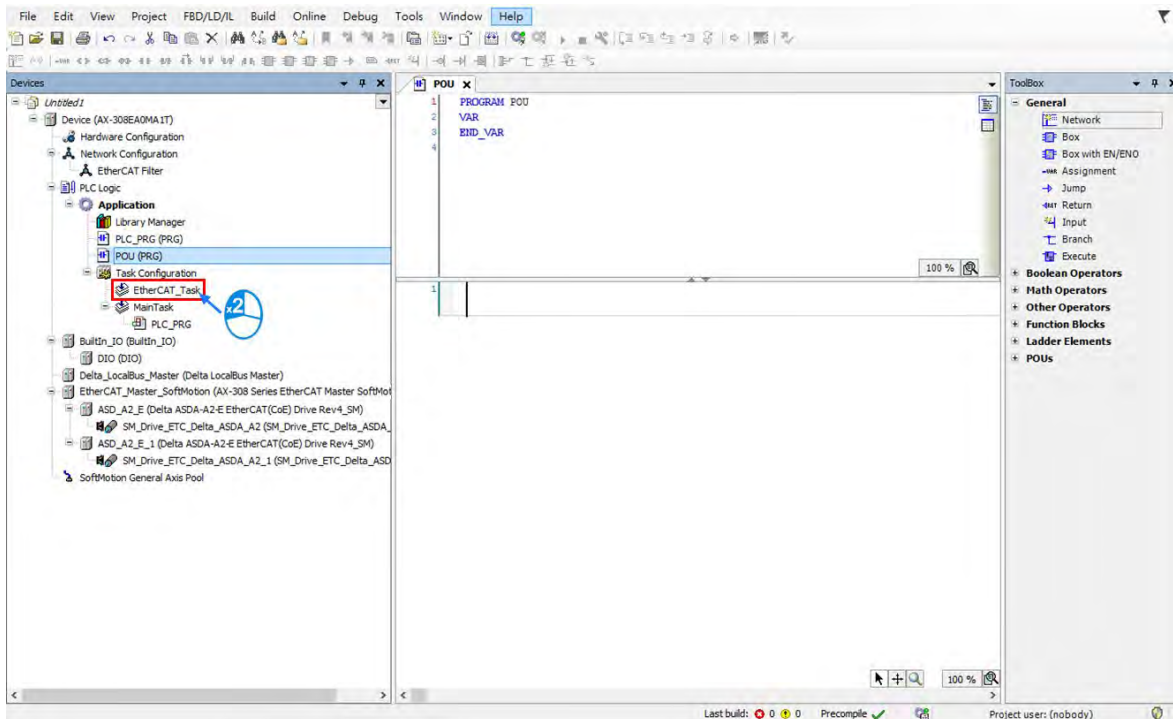 File Edit View Project FBD/LD/IL Build Online Debug Tools Window Help
Devices
Untitled1
Device (AX-308EA0MA1T)
Hardware Configuration
Network Configuration
EtherCAT Filter
PLC Logic
Application
Library Manager
PLC_PRG (PRG)
POU (PRG)
Task Configuration
EtherCAT_Task
x2
MainTask
PLC_PRG
BuiltIn_IO (BuiltIn_IO)
DIO (DIO)
Delta_LocalBus_Master (Delta LocalBus Master)
EtherCAT_Master_SoftMotion (AX-308 Series EtherCAT Master SoftMot
ASD_A2_E (Delta ASDA-A2-E EtherCAT(CoE) Drive Rev4_SM)
SM_Drive_ETC_Delta_ASDA_A2 (SM_Drive_ETC_Delta_ASDA_
ASD_A2_E_1 (Delta ASDA-A2-E EtherCAT(CoE) Drive Rev4_SM)
SM_Drive_ETC_Delta_ASDA_A2_1 (SM_Drive_ETC_Delta_ASD
SoftMotion General Axis Pool
POU
1 PROGRAM POU
2 VAR
3 END_VAR
4
100 %
1
100 %
ToolBox
General
Network
Box
Box with EN/ENO
Assignment
Jump
Return
Input
Branch
Execute
Boolean Operators
Math Operators
Other Operators
Function Blocks
Ladder Elements
POUs
Last build: 0 0 Precompile Project user: (nobody)